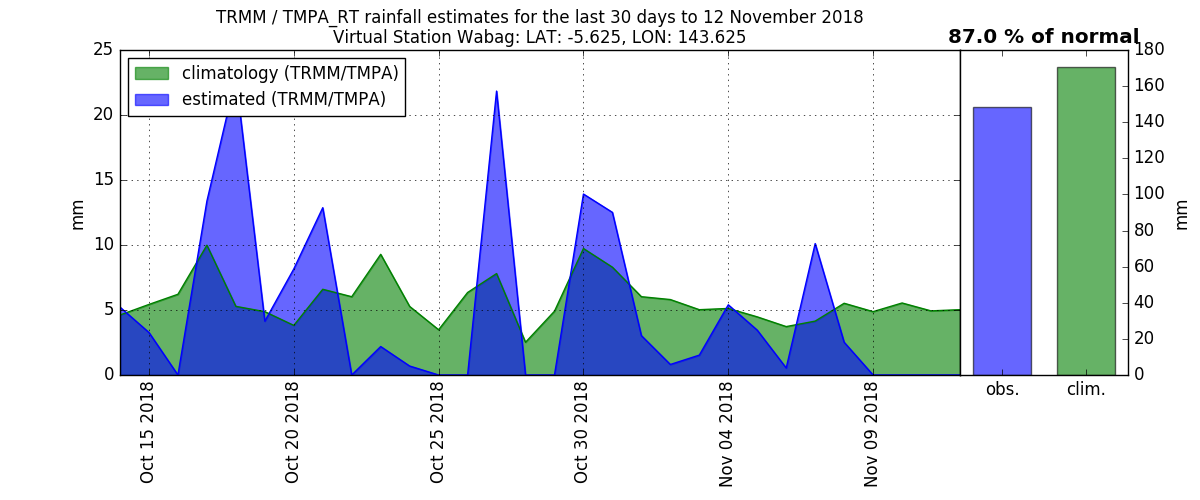 TRMM / TMPA_RT rainfall estimates for the last 30 days to 12 November 2018
Virtual Station Wabag: LAT: -5.625, LON: 143.625
87.0 % of normal
climatology (TRMM/TMPA)
estimated (TRMM/TMPA)
25
20
15
10
5
0
mm
Oct 15 2018
Oct 20 2018
Oct 25 2018
Oct 30 2018
Nov 04 2018
Nov 09 2018
obs.
clim.
180
160
140
120
100
80
60
40
20
0
mm